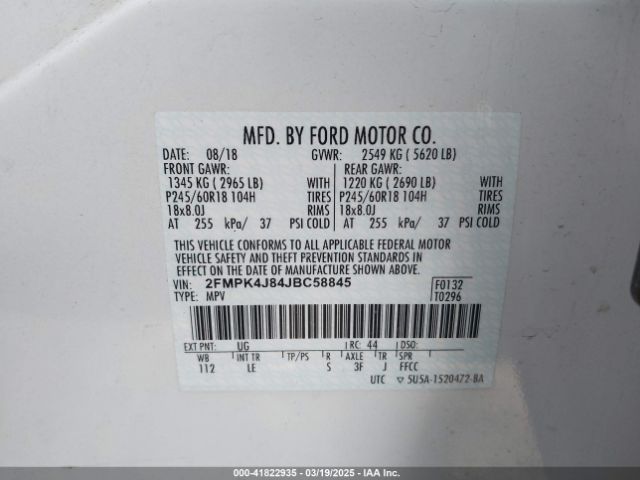 MFD. BY FORD MOTOR CO.
DATE: 08/18 GVWR: 2549 KG ( 5620 LB)
FRONT GAWR: REAR GAWR:
1345 KG ( 2965 LB) WITH 1220 KG ( 2690 LB) WITH
P245/60R18 104H TIRES P245/60R18 104H TIRES
18x8.0J RIMS 18x8.0J RIMS
AT 255 kPa/ 37 PSI COLD AT 255 kPa/ 37 PSI COLD
THIS VEHICLE CONFORMS TO ALL APPLICABLE FEDERAL MOTOR
VEHICLE SAFETY AND THEFT PREVENTION STANDARDS
IN EFFECT ON THE DATE OF MANUFACTURE SHOWN ABOVE.
VIN: 2FMPK4J84JBC58845 F0132
TYPE: MPV T0296
EXT PNT: UG RC: 44 DSO:
WB INT TR TP/PS R AXLE TR SPR
112 LE S 3F J FFCC
UTC ▽ 5U5A-1520472-BA
000-41822935 - 03/19/2025 - IAA Inc.